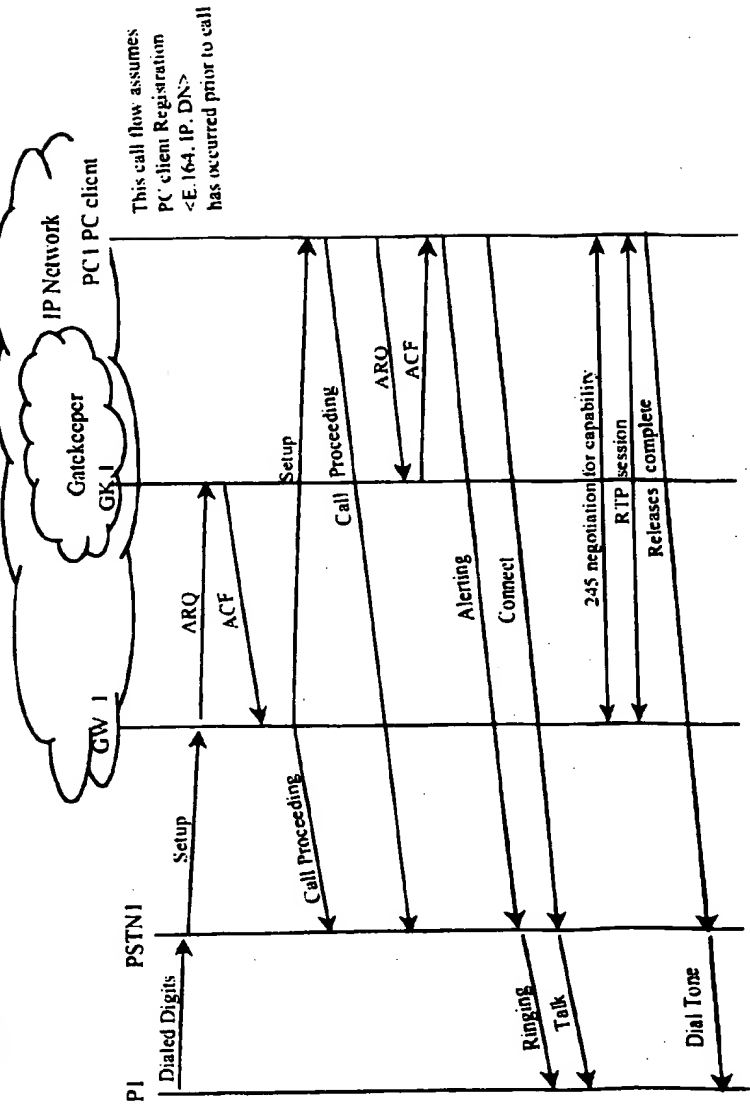 IP Network
Gatekeeper
PC1 PC client
GK 1
GW 1
PSTN1
P1
This call flow assumes
PC client Registration
<E.164. IP. DN>
has occurred prior to call
Dialed Digits
Setup
ARQ
ACF
Setup
Call Proceeding
Call Proceeding
ARQ
ACF
Alerting
Ringing
Connect
Talk
245 negotiation for capability
RTP session
Releases complete
Dial Tone